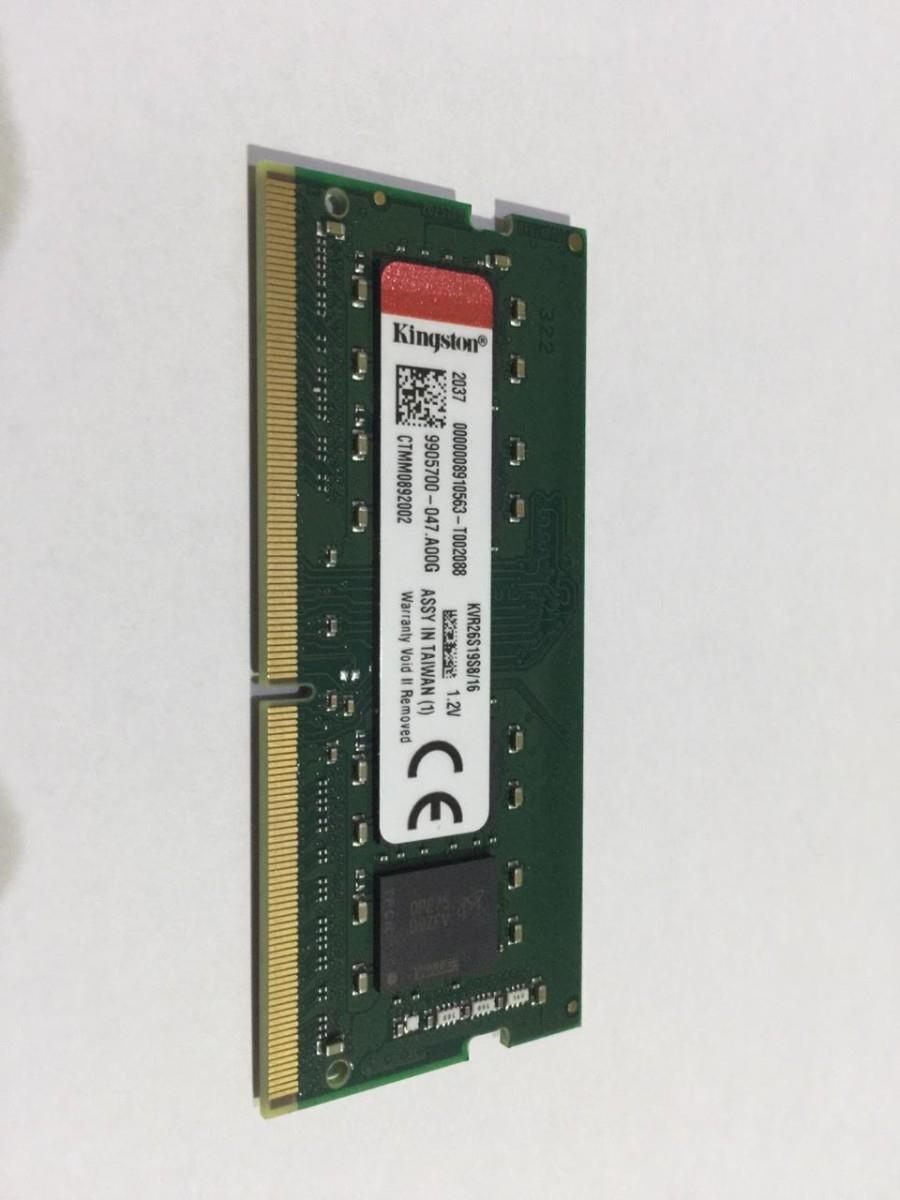 Kingston®
2037 0000008910563-T002088
9905700-047.A00G
CTMM0892002
KVR26S19S8/16
1.2V
ASSY IN TAIWAN (1)
Warranty Void If Removed
CE
322